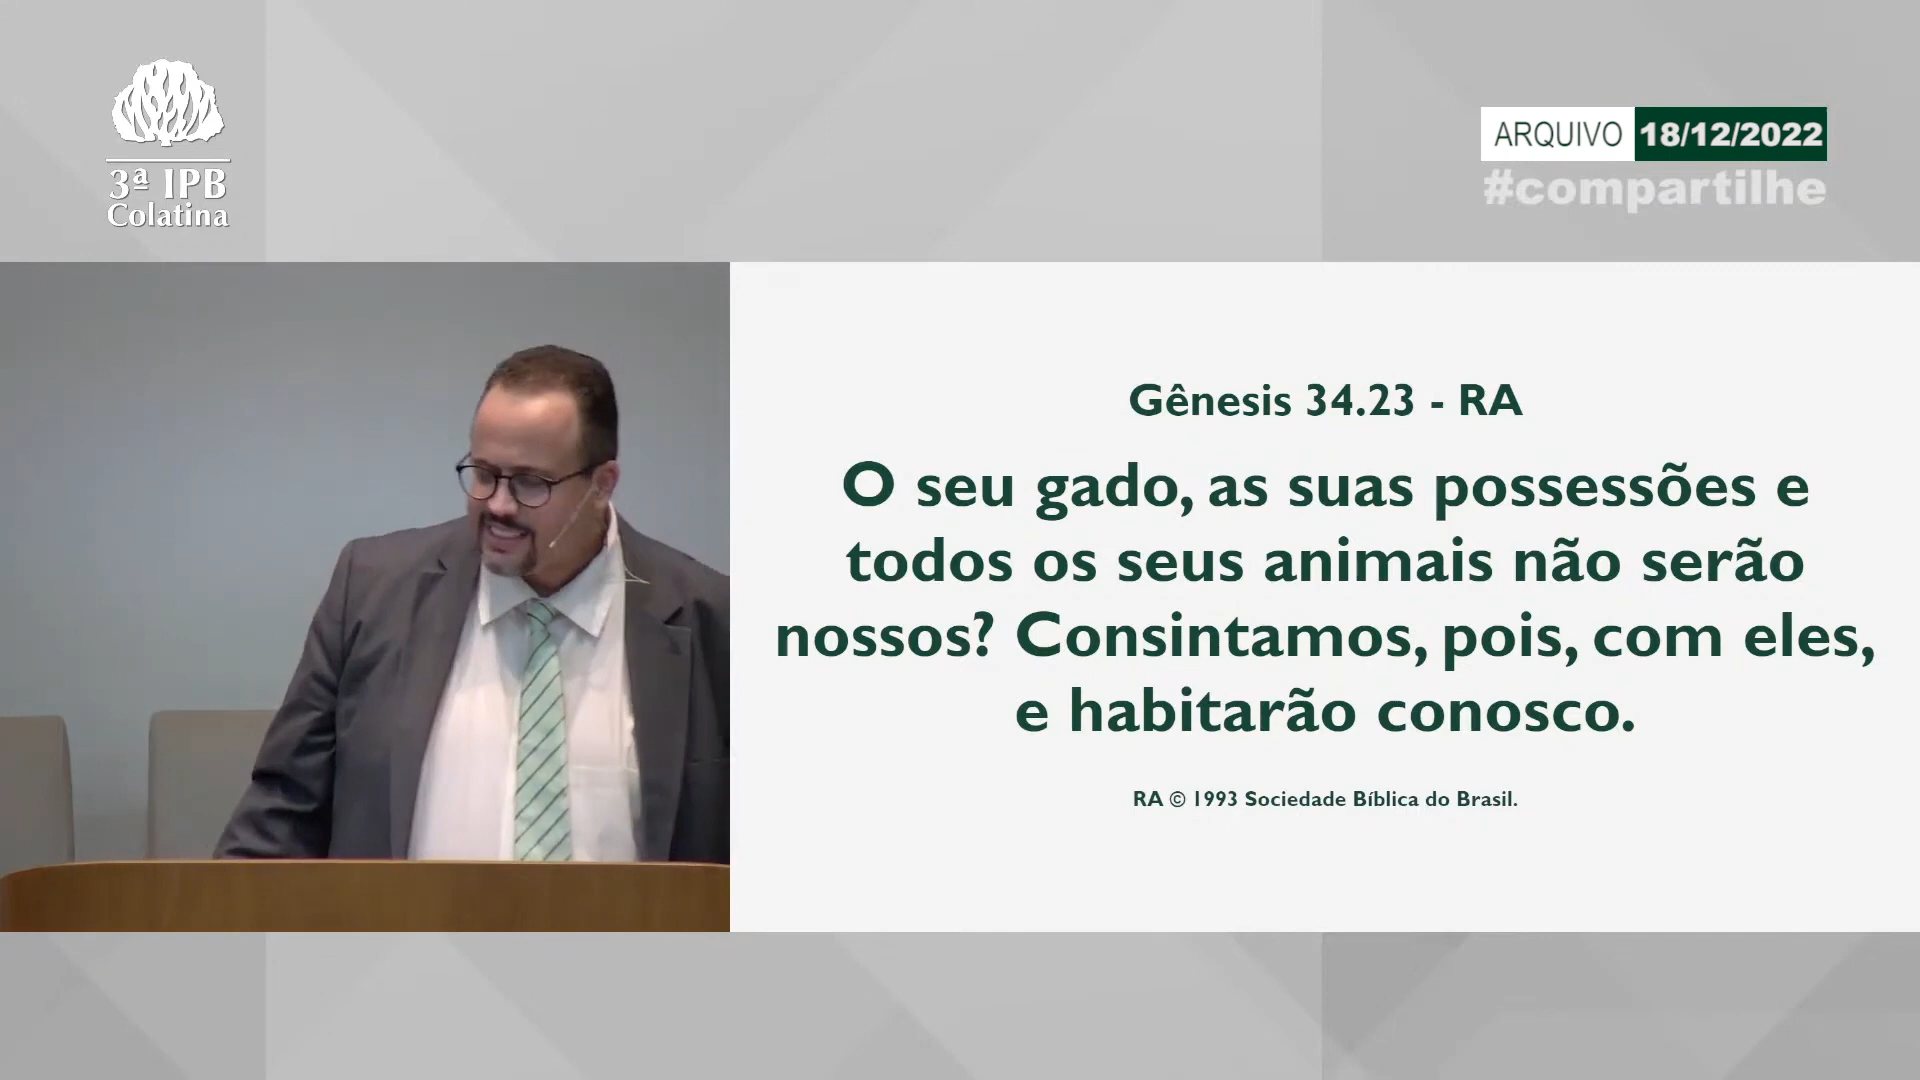 3ª IPB
Colatina
ARQUIVO 18/12/2022
#compartilhe
Gênesis 34.23 - RA
O seu gado, as suas possessões e
todos os seus animais não serão
nossos? Consintamos, pois, com eles,
e habitarão conosco.
RA © 1993 Sociedade Bíblica do Brasil.